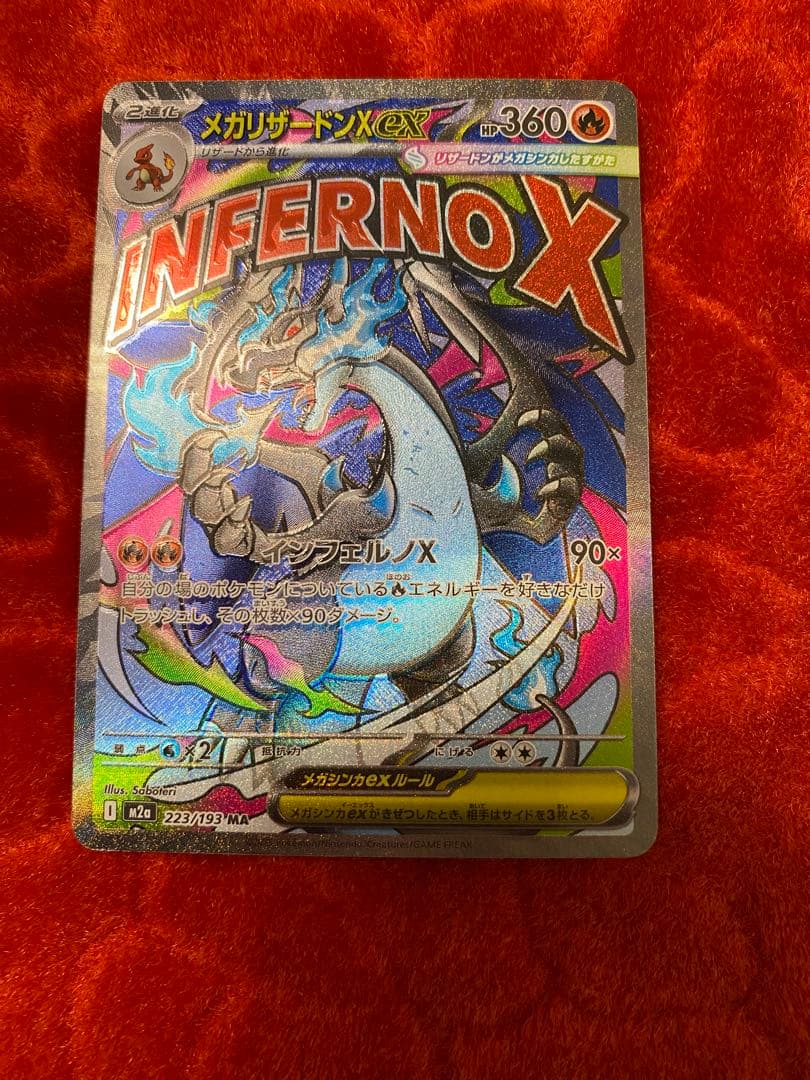 2進化
メガリザードンXex
HP360
リザードから進化
リザードンがメガシンカしたすがた
INFERNOX
インフェルノX
90×
自分の場のポケモンについているエネルギーを好きなだけ
トラッシュし、その枚数×90ダメージ。
弱点 ×2 抵抗力 にげる
メガシンカexルール
メガシンカexがきぜつしたとき、相手はサイドを3枚とる。
Illus. Saboteri
I m2a 223/193 MA
Pokémon/Nintendo/Creatures/GAME FREAK